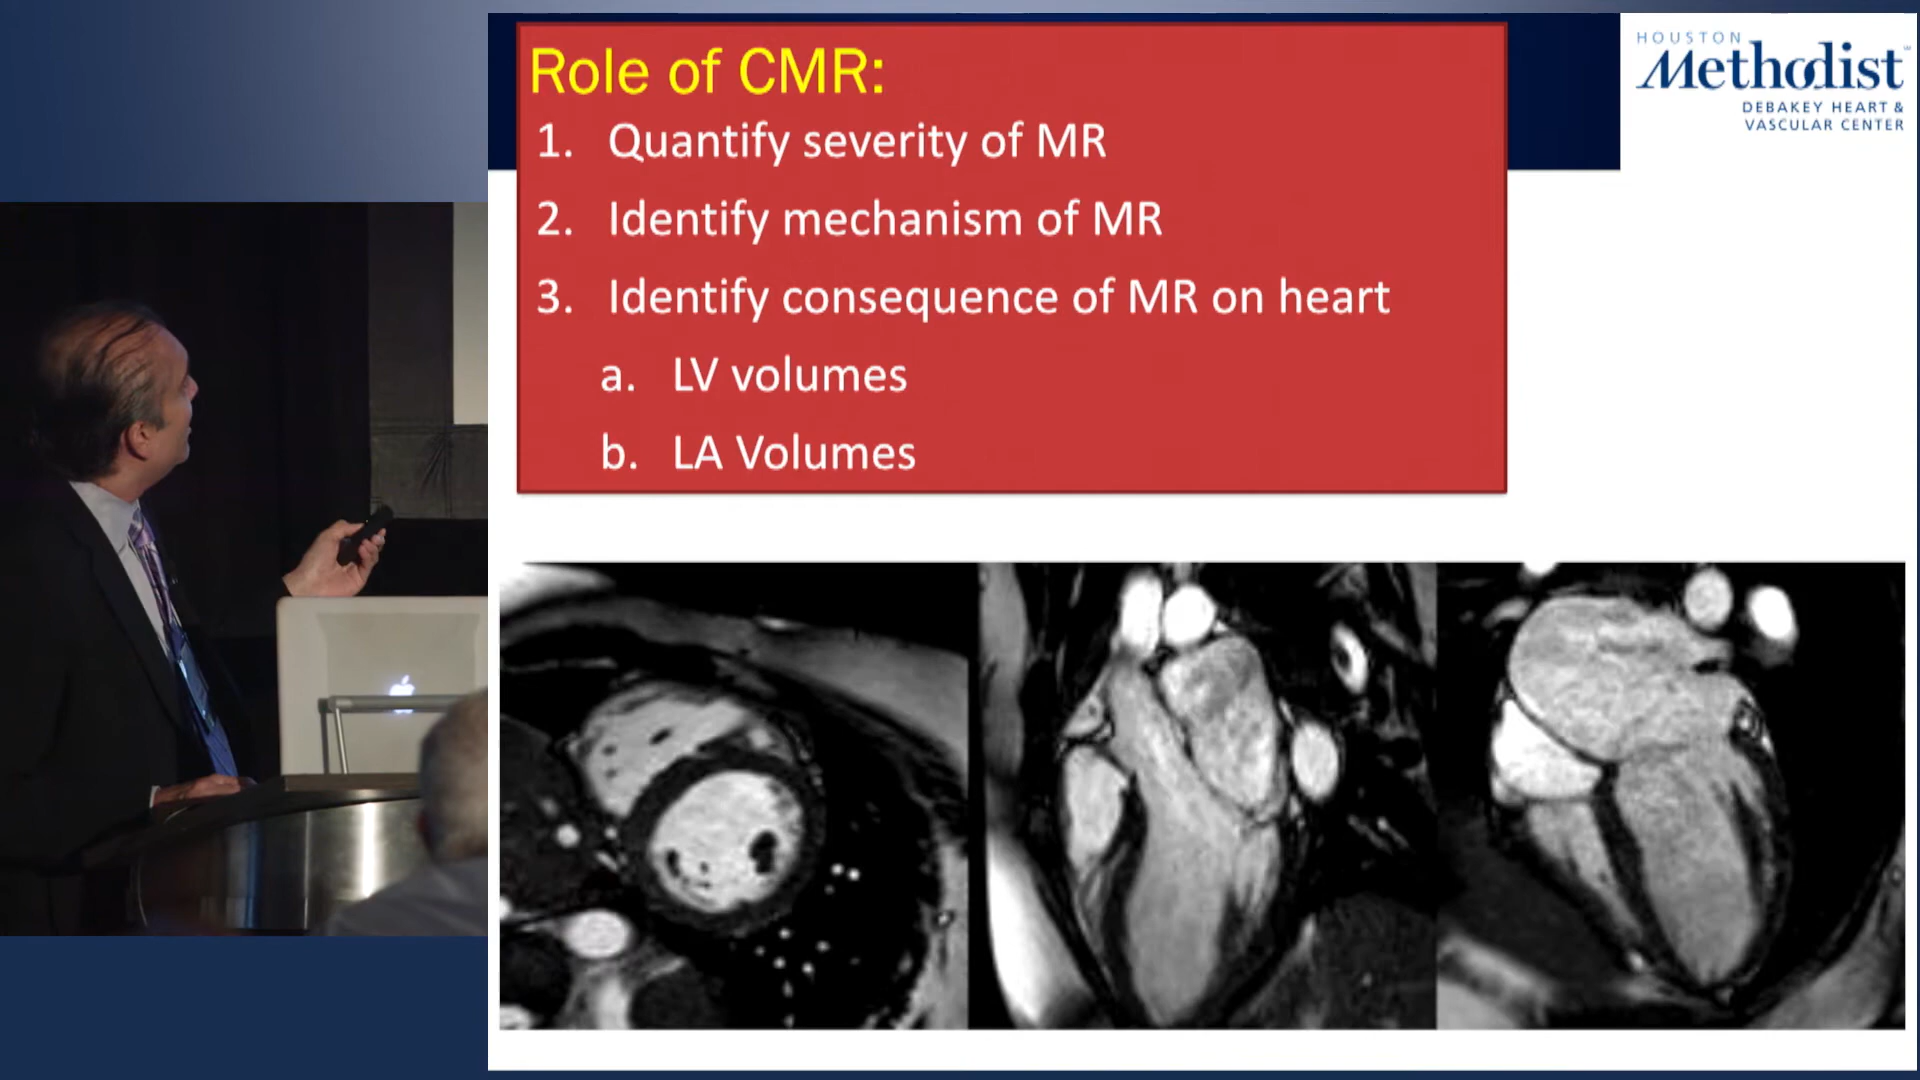 Role of CMR:
1. Quantify severity of MR
2. Identify mechanism of MR
3. Identify consequence of MR on heart
a. LV volumes
b. LA Volumes
HOUSTON
Methodist
DEBAKEY HEART &
VASCULAR CENTER